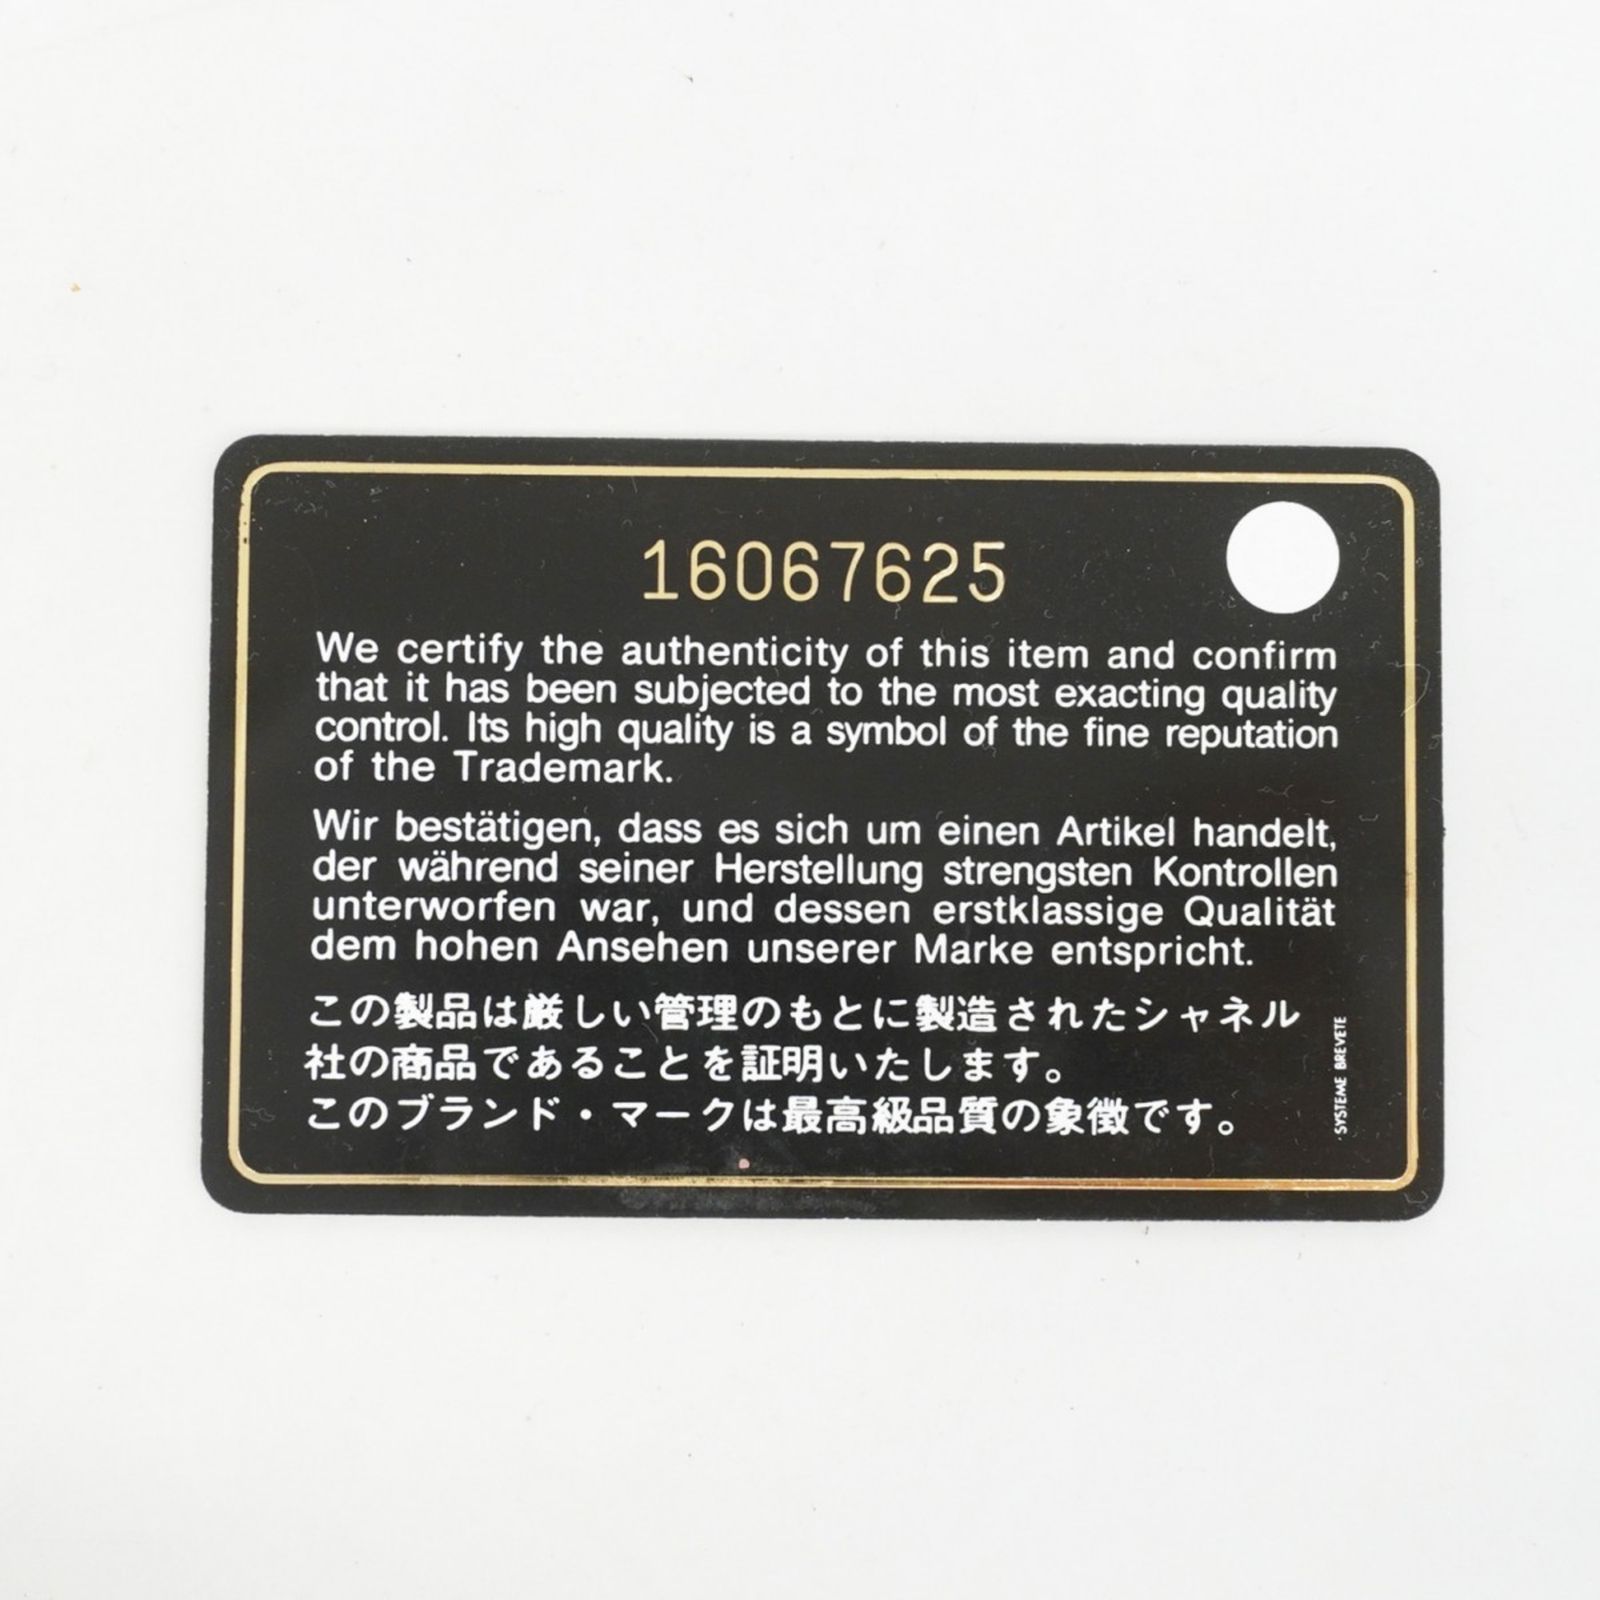 16067625
We certify the authenticity of this item and confirm
that it has been subjected to the most exacting quality
control. Its high quality is a symbol of the fine reputation
of the Trademark.
Wir bestätigen, dass es sich um einen Artikel handelt,
der während seiner Herstellung strengsten Kontrollen
unterworfen war, und dessen erstklassige Qualität
dem hohen Ansehen unserer Marke entspricht.
この製品は厳しい管理のもとに製造されたシャネル
社の商品であることを証明いたします。
このブランド・マークは最高級品質の象徴です。
SYSTEME BREVETE